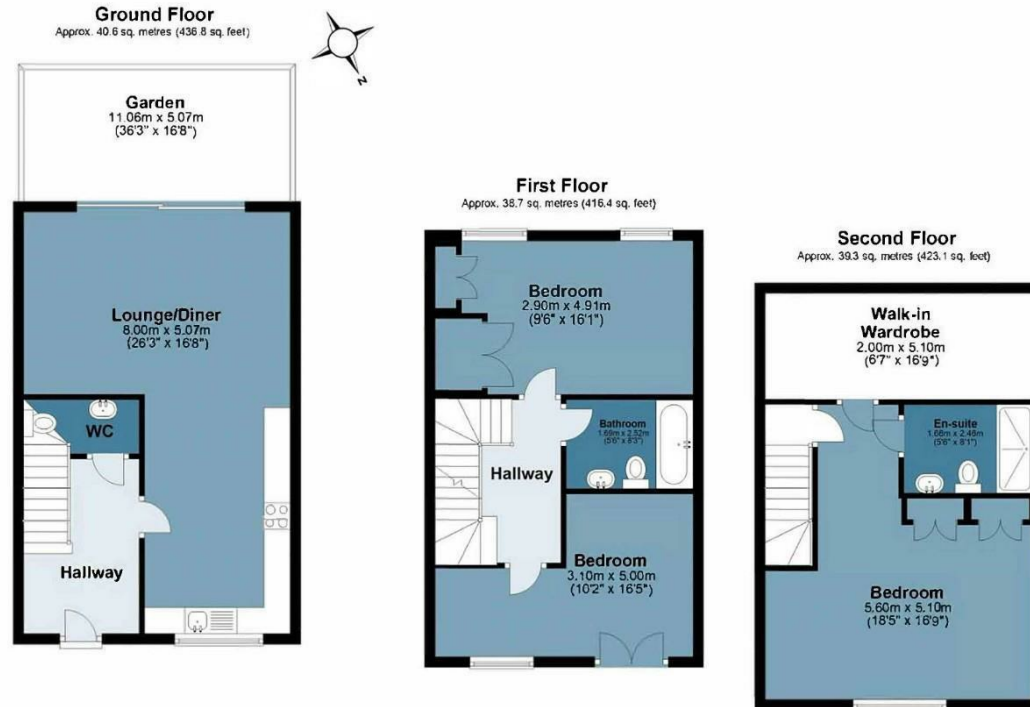 Ground Floor
Approx. 40.6 sq. metres (436.8 sq. feet)
N
Garden
11.06m x 5.07m
(36'3" x 16'8")
Lounge/Diner
8.00m x 5.07m
(26'3" x 16'8")
WC
Hallway
First Floor
Approx. 38.7 sq. metres (416.4 sq. feet)
Bedroom
2.90m x 4.91m
(9'6" x 16'1")
Bathroom
1.69m x 2.52m
(5'6" x 8'3")
Hallway
Bedroom
3.10m x 5.00m
(10'2" x 16'5")
Second Floor
Approx. 39.3 sq. metres (423.1 sq. feet)
Walk-in
Wardrobe
2.00m x 5.10m
(6'7" x 16'9")
En-suite
1.66m x 2.46m
(5'6" x 8'1")
Bedroom
5.60m x 5.10m
(18'5" x 16'9")